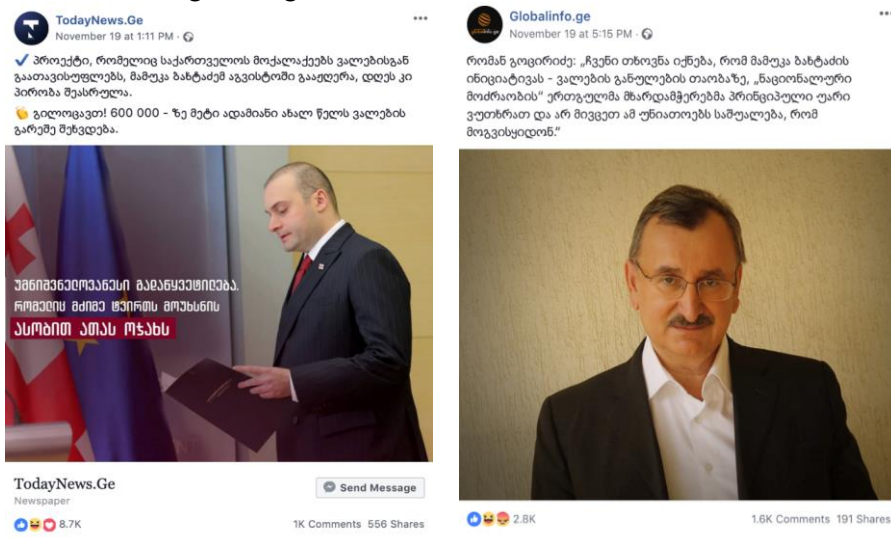 TodayNews.Ge
November 19 at 1:11 PM ·
✔ პროექტი, რომელიც საქართველოს მოქალაქეებს ვალებისგან
გაათავისუფლებს, მამუკა ბახტაძემ აგვისტოში გააჟღერა, დღეს კი
პირობა შეასრულა.
👏 გილოცავთ! 600 000 - ზე მეტი ადამიანი ახალ წელს ვალების
გარეშე შეხვდება.
უმნიშვნელოვანესი გადაწყვეტილება.
რომელიც მძიმე ტვირთს მოუხსნის
ასობით ათას ოჯახს
TodayNews.Ge
Newspaper
Send Message
8.7K
1K Comments 556 Shares
Globalinfo.ge
November 19 at 5:15 PM ·
რომან გოცირიძე: „ჩვენი თხოვნა იქნება, რომ მამუკა ბახტაძის
ინიციატივას - ვალების განულების თაობაზე, „ნაციონალური
მოძრაობის“ ერთგულმა მხარდამჭერებმა პრინციპული უარი
ვუთხრათ და არ მივცეთ ამ უნიათოებს საშუალება, რომ
მოგვისყიდონ.“
2.8K
1.6K Comments 191 Shares